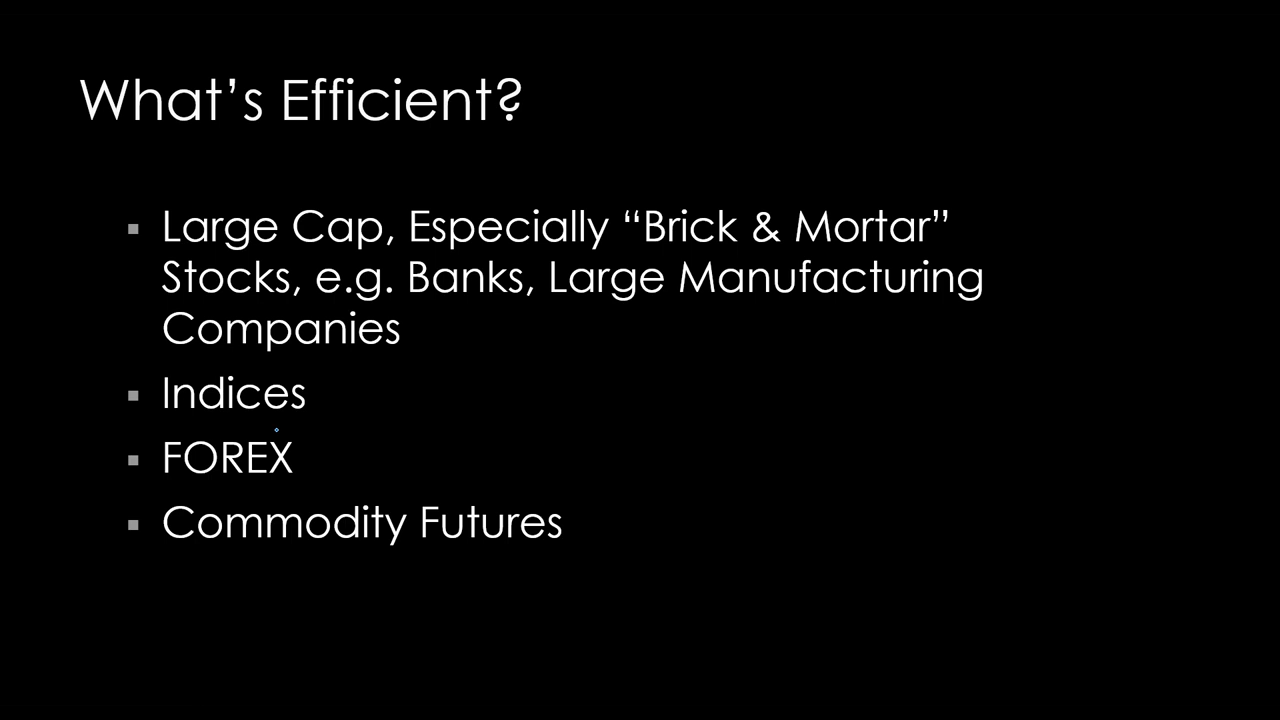 What’s Efficient?
▪ Large Cap, Especially “Brick & Mortar”
Stocks, e.g. Banks, Large Manufacturing
Companies
▪ Indices
▪ FOREX
▪ Commodity Futures